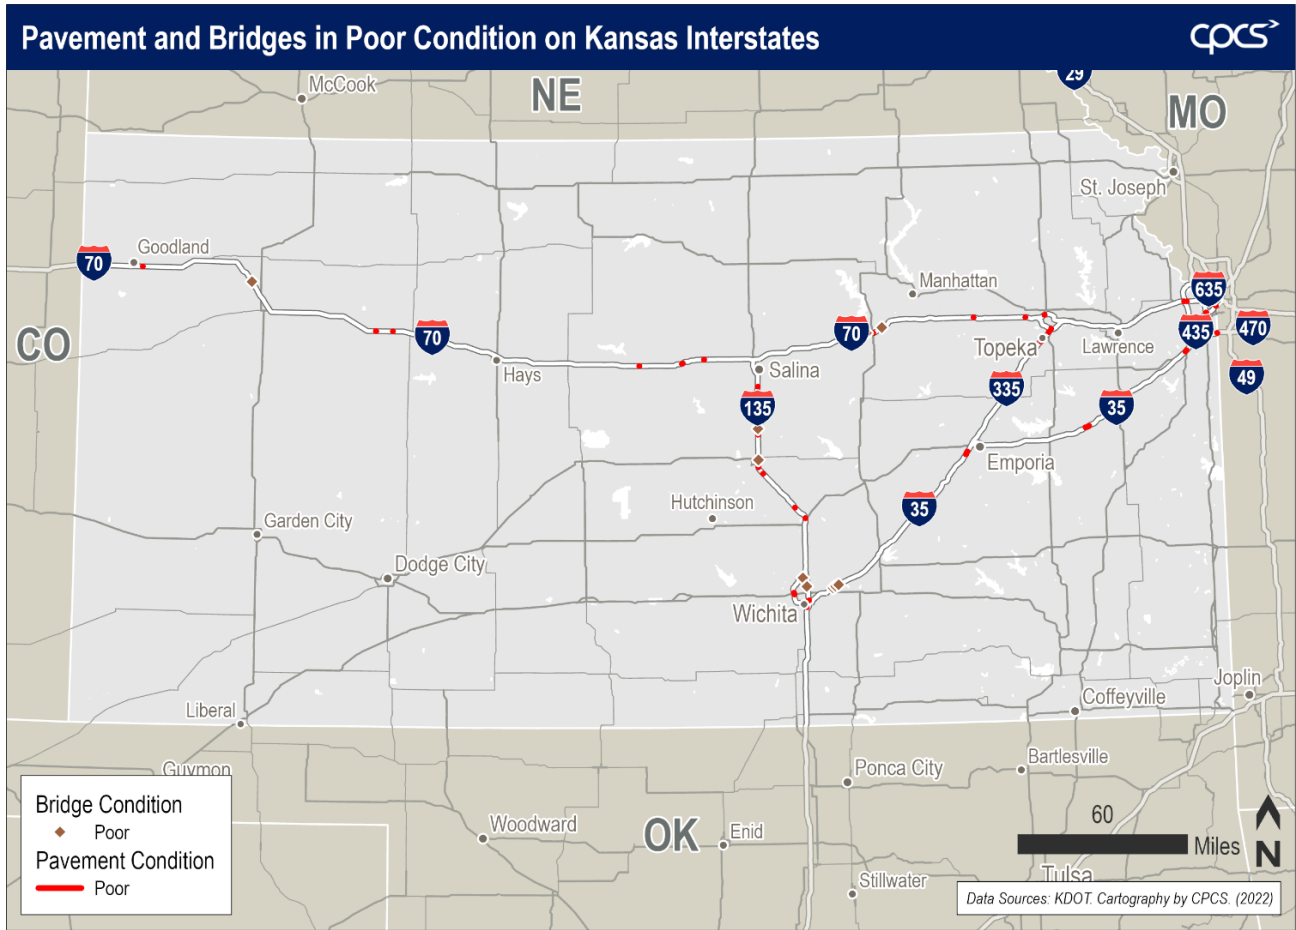 Pavement and Bridges in Poor Condition on Kansas Interstates
cpcs
29
McCook
NE
MO
St. Joseph
Goodland
70
Manhattan
635
CO
70
70
435
470
Topeka
Lawrence
Hays
Salina
335
49
135
35
Emporia
Hutchinson
35
Garden City
Dodge City
Wichita
Joplin
Liberal
Coffeyville
Guymon
Ponca City
Bartlesville
Woodward
OK
Enid
Stillwater
Tulsa
Bridge Condition
Poor
Pavement Condition
Poor
60
Miles
N
Data Sources: KDOT. Cartography by CPCS. (2022)